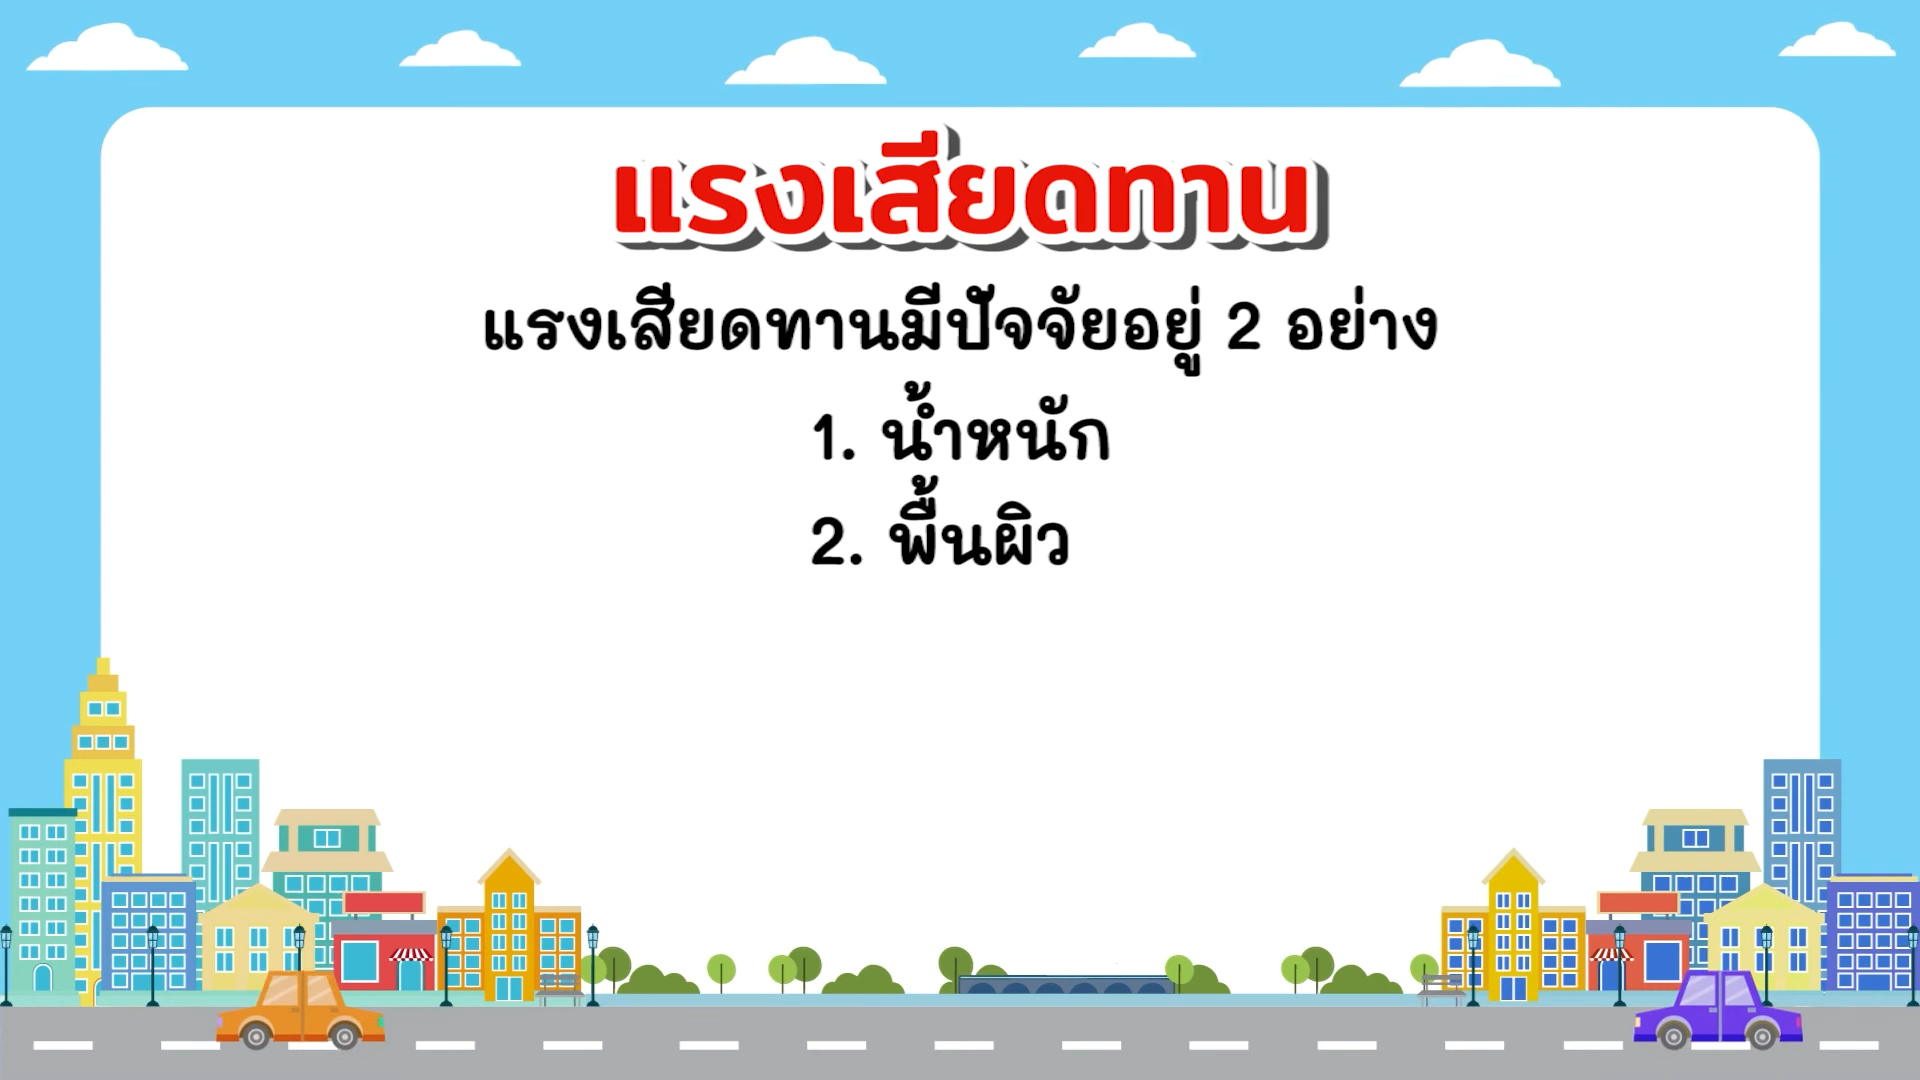 แรงเสียดทาน
แรงเสียดทานมีปัจจัยอยู่ 2 อย่าง
1. น้ำหนัก
2. พื้นผิว